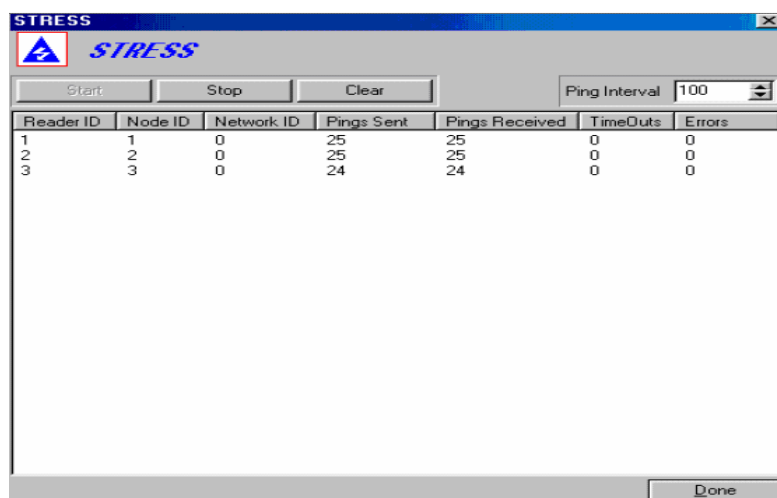 STRESS
STRESS
Start Stop Clear Ping Interval 100
Reader ID Node ID Network ID Pings Sent Pings Received TimeOuts Errors
1 1 0 25 25 0 0
2 2 0 25 25 0 0
3 3 0 24 24 0 0
Done